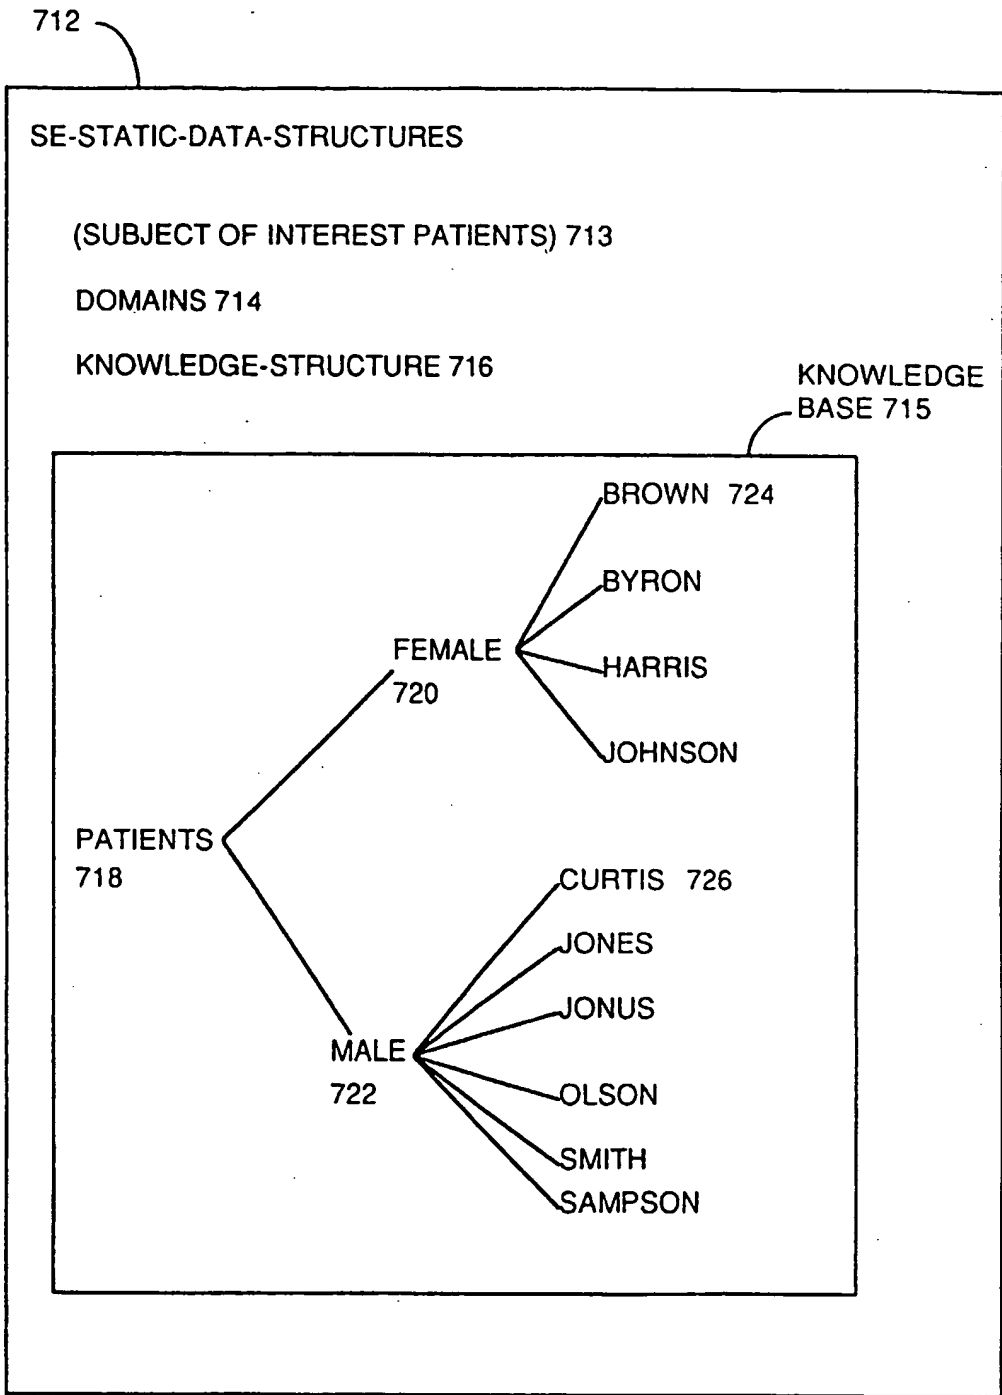 712
SE-STATIC-DATA-STRUCTURES
(SUBJECT OF INTEREST PATIENTS) 713
DOMAINS 714
KNOWLEDGE-STRUCTURE 716
KNOWLEDGE
BASE 715
BROWN 724
BYRON
FEMALE
720
HARRIS
JOHNSON
PATIENTS
718
CURTIS 726
JONES
JONUS
MALE
722
OLSON
SMITH
SAMPSON